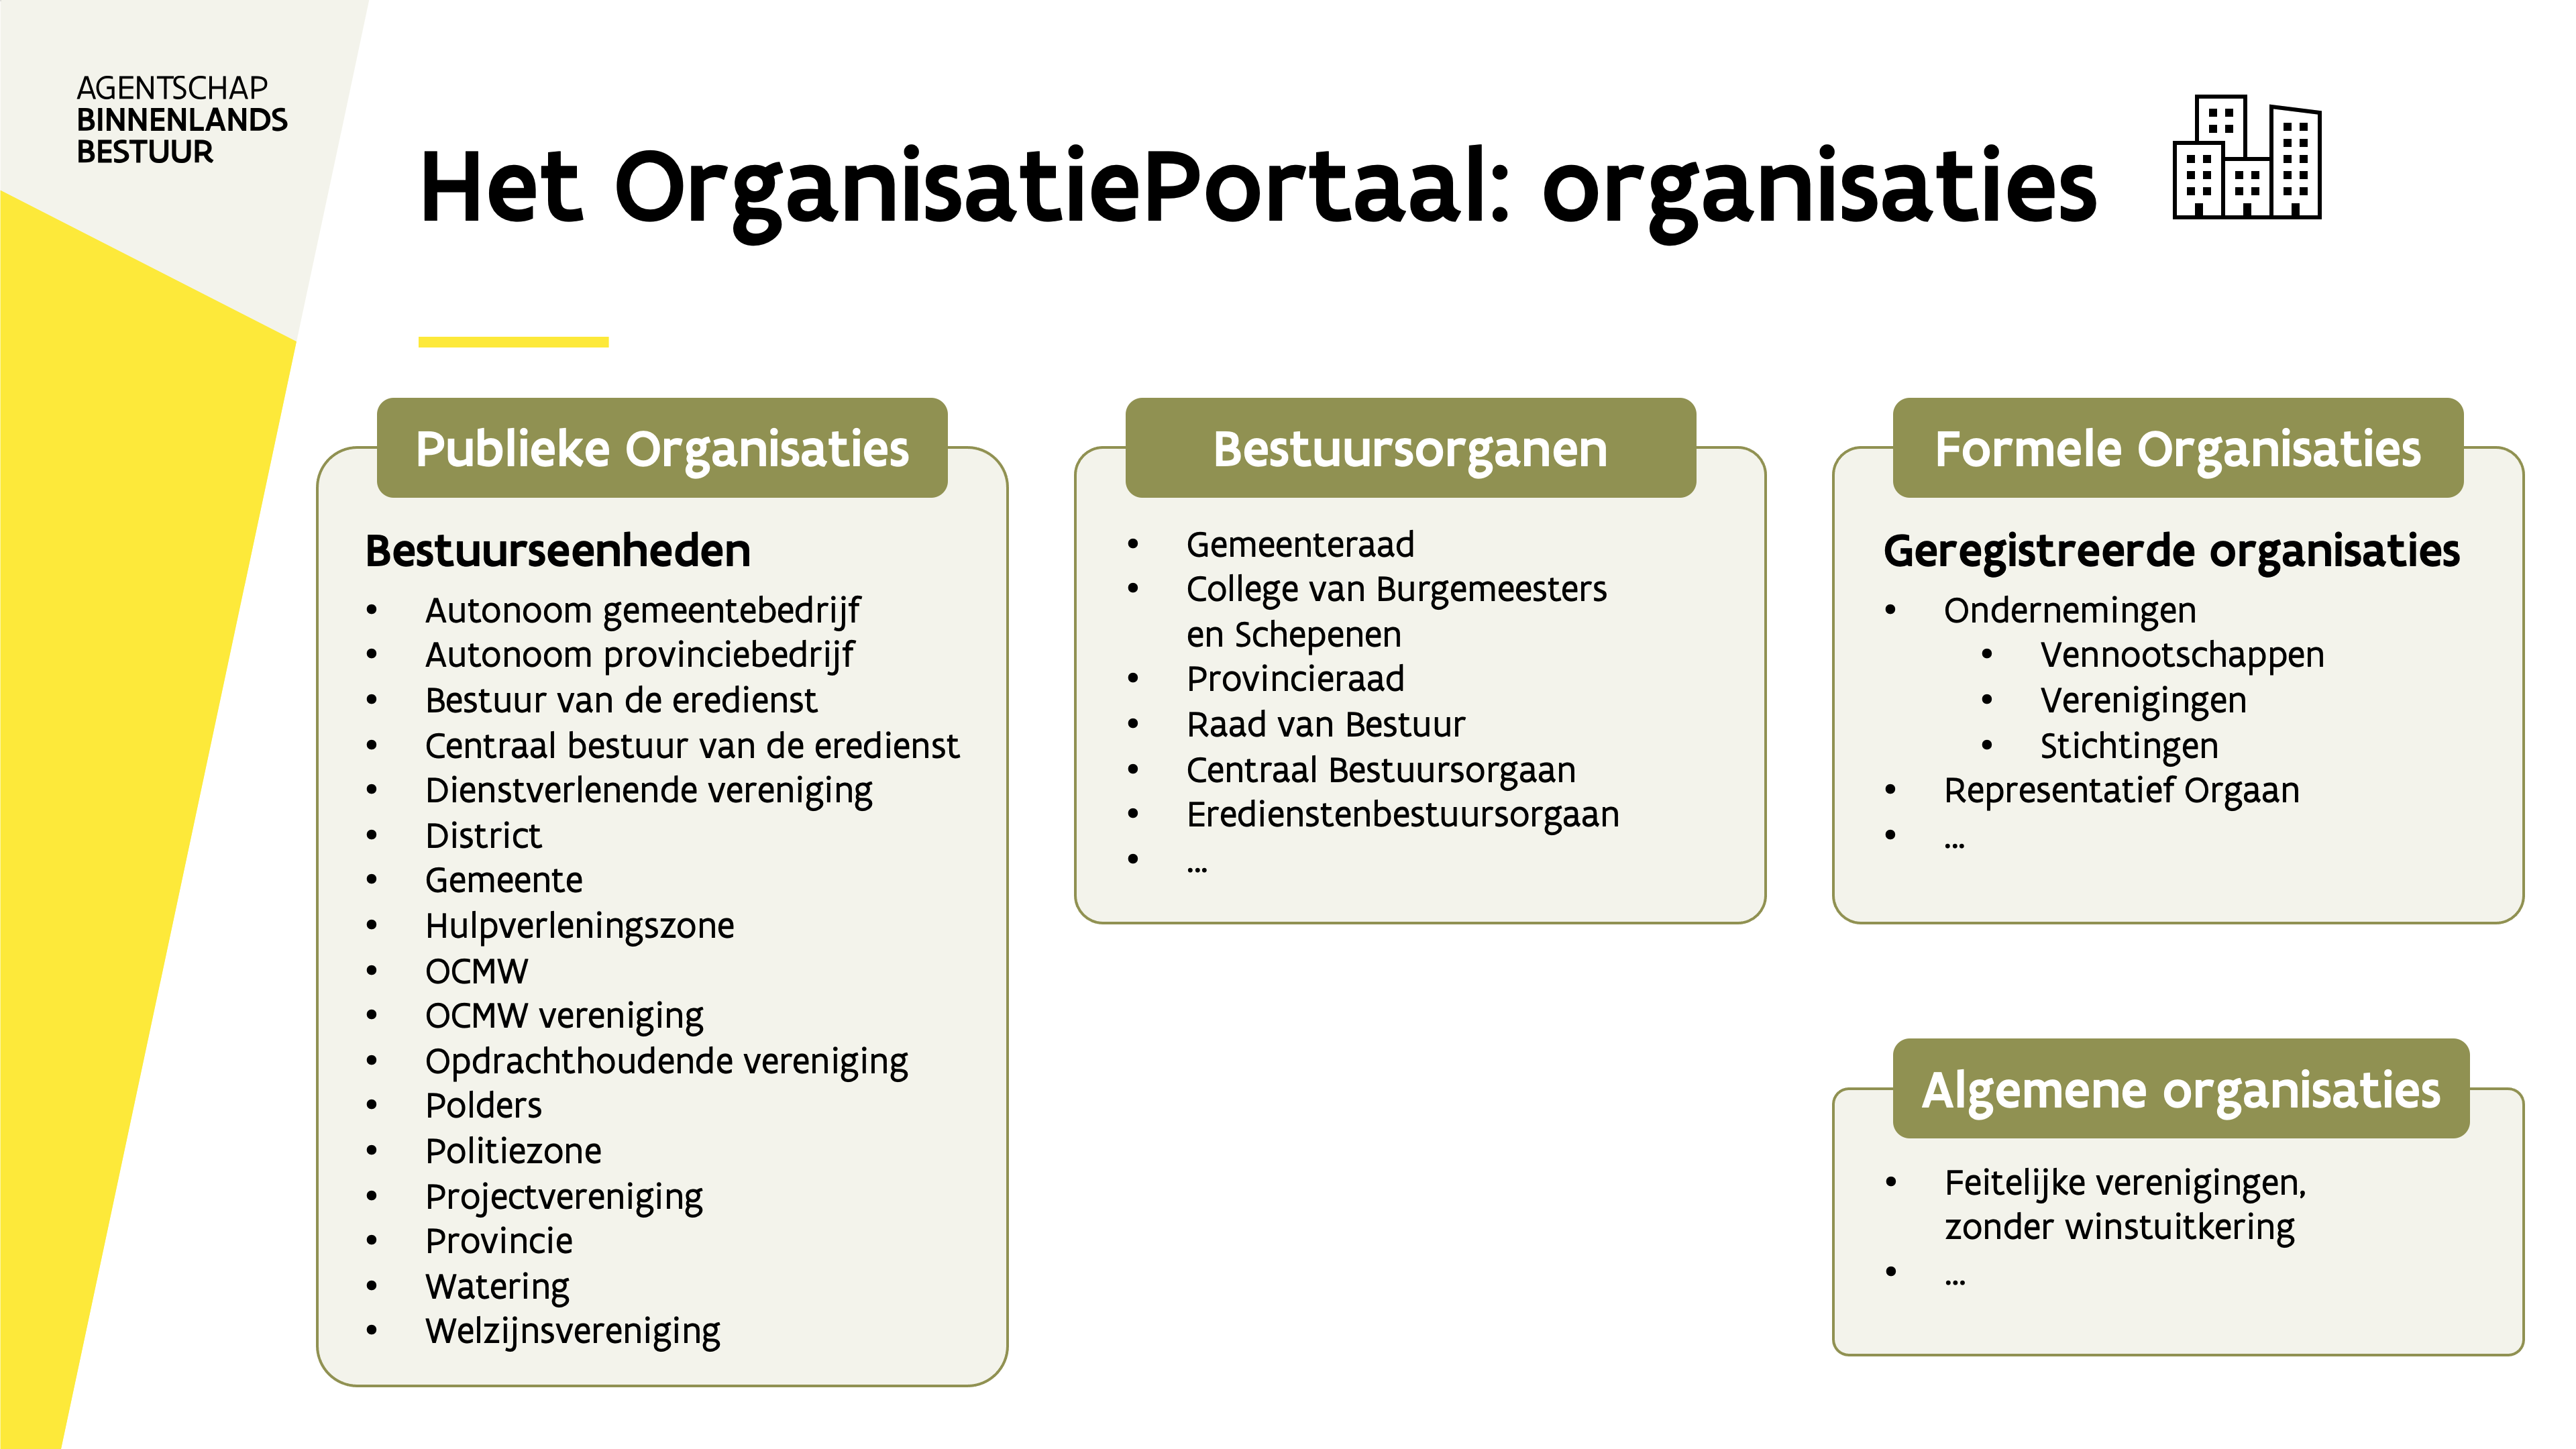 AGENTSCHAP
BINNENLANDS
BESTUUR
Het OrganisatiePortaal: organisaties
Publieke Organisaties
Bestuurseenheden
• Autonoom gemeentebedrijf
• Autonoom provinciebedrijf
• Bestuur van de eredienst
• Centraal bestuur van de eredienst
• Dienstverlenende vereniging
• District
• Gemeente
• Hulpverleningszone
• OCMW
• OCMW vereniging
• Opdrachthoudende vereniging
• Polders
• Politiezone
• Projectvereniging
• Provincie
• Watering
• Welzijnsvereniging
Bestuursorganen
• Gemeenteraad
• College van Burgemeesters
en Schepenen
• Provincieraad
• Raad van Bestuur
• Centraal Bestuursorgaan
• Eredienstenbestuursorgaan
• ...
Formele Organisaties
Geregistreerde organisaties
• Ondernemingen
• Vennootschappen
• Verenigingen
• Stichtingen
• Representatief Orgaan
• ...
Algemene organisaties
• Feitelijke verenigingen,
zonder winstuitkering
• ...